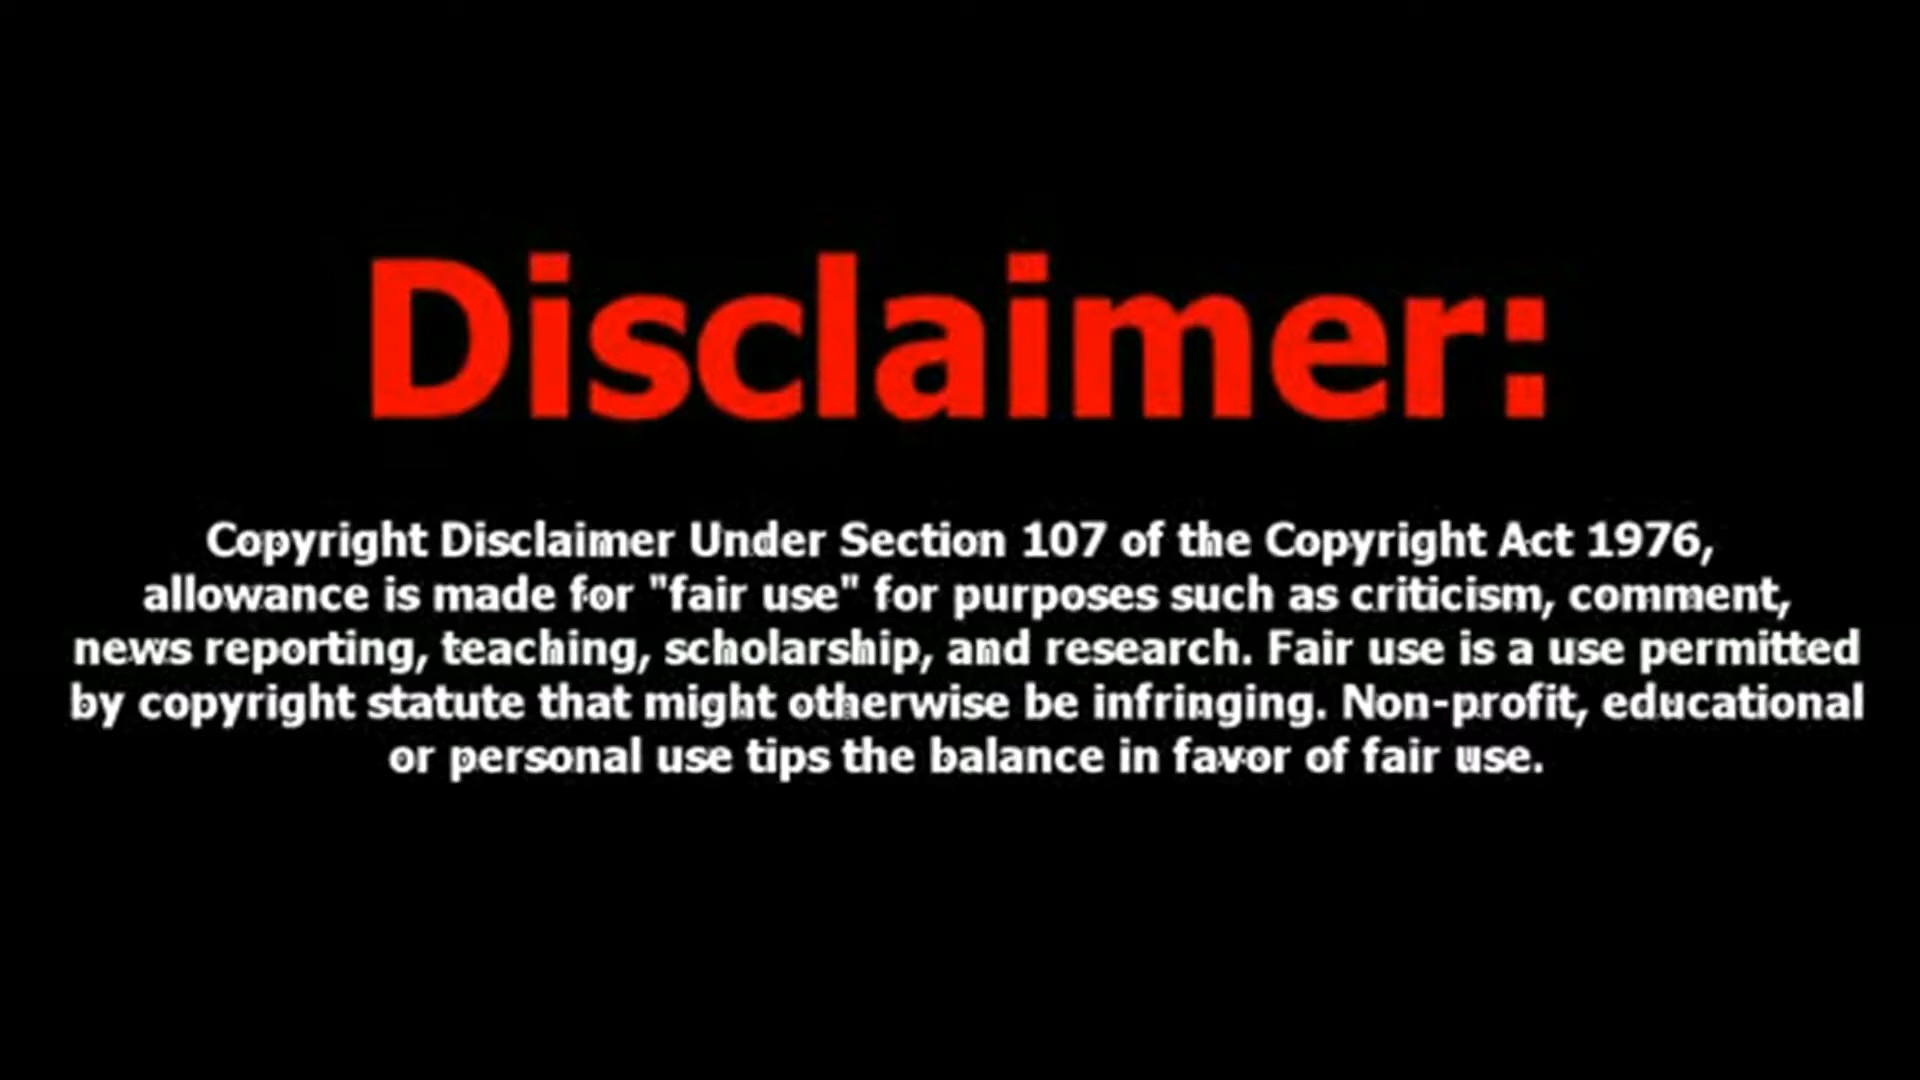 Disclaimer:
Copyright Disclaimer Under Section 107 of the Copyright Act 1976,
allowance is made for "fair use" for purposes such as criticism, comment,
news reporting, teaching, scholarship, and research. Fair use is a use permitted
by copyright statute that might otherwise be infringing. Non-profit, educational
or personal use tips the balance in favor of fair use.